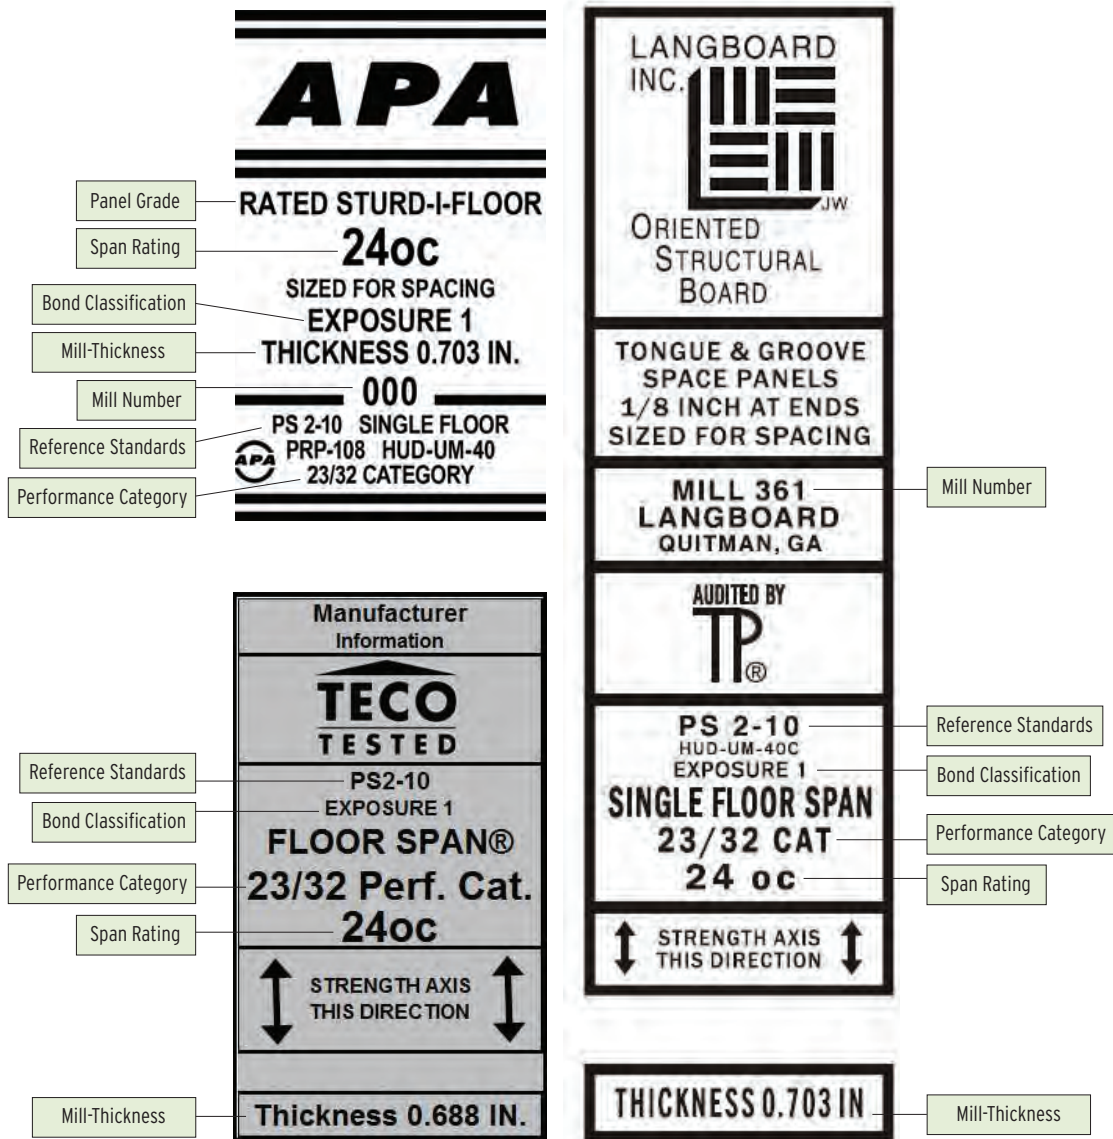 APA
Panel Grade
RATED STURD-I-FLOOR
Span Rating
24oc
SIZED FOR SPACING
Bond Classification
EXPOSURE 1
Mill-Thickness
THICKNESS 0.703 IN.
Mill Number
000
Reference Standards
PS 2-10 SINGLE FLOOR
APA
PRP-108 HUD-UM-40
Performance Category
23/32 CATEGORY
Manufacturer
Information
TECO
TESTED
Reference Standards
PS2-10
Bond Classification
EXPOSURE 1
FLOOR SPAN®
Performance Category
23/32 Perf. Cat.
Span Rating
24oc
STRENGTH AXIS
THIS DIRECTION
Mill-Thickness
Thickness 0.688 IN.
LANGBOARD
INC.
JW
ORIENTED
STRUCTURAL
BOARD
TONGUE & GROOVE
SPACE PANELS
1/8 INCH AT ENDS
SIZED FOR SPACING
MILL 361
Mill Number
LANGBOARD
QUITMAN, GA
AUDITED BY
TP®
PS 2-10
Reference Standards
HUD-UM-40C
EXPOSURE 1
Bond Classification
SINGLE FLOOR SPAN
23/32 CAT
Performance Category
24 oc
Span Rating
STRENGTH AXIS
THIS DIRECTION
THICKNESS 0.703 IN
Mill-Thickness